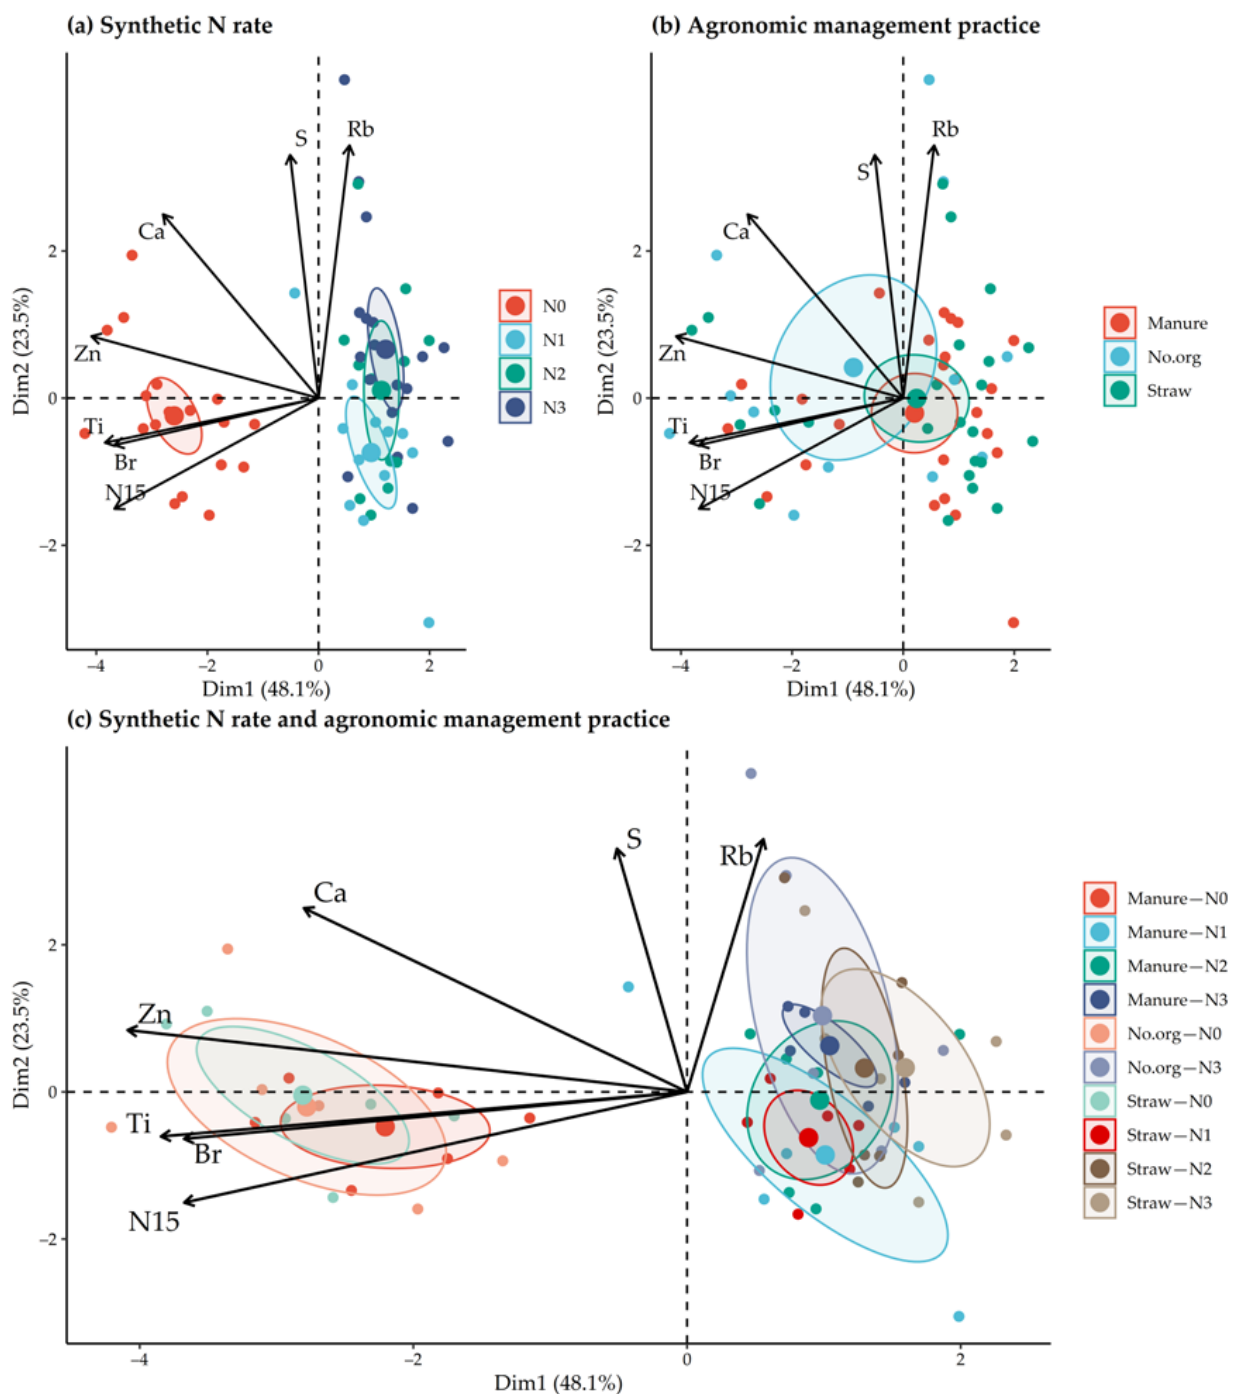 (a) Synthetic N rate
S
Rb
Ca
Zn
Ti
Br
N15
2
0
−2
−4
−2
0
2
Dim1 (48.1%)
Dim2 (23.5%)
N0
N1
N2
N3
(b) Agronomic management practice
Rb
S
Ca
Zn
Ti
Br
N15
2
0
−2
−4
−2
0
2
Dim1 (48.1%)
Dim2 (23.5%)
Manure
No.org
Straw
(c) Synthetic N rate and agronomic management practice
S
Rb
Ca
Zn
Ti
Br
N15
2
0
−2
−4
−2
0
2
Dim1 (48.1%)
Dim2 (23.5%)
Manure—N0
Manure—N1
Manure—N2
Manure—N3
No.org—N0
No.org—N3
Straw—N0
Straw—N1
Straw—N2
Straw—N3